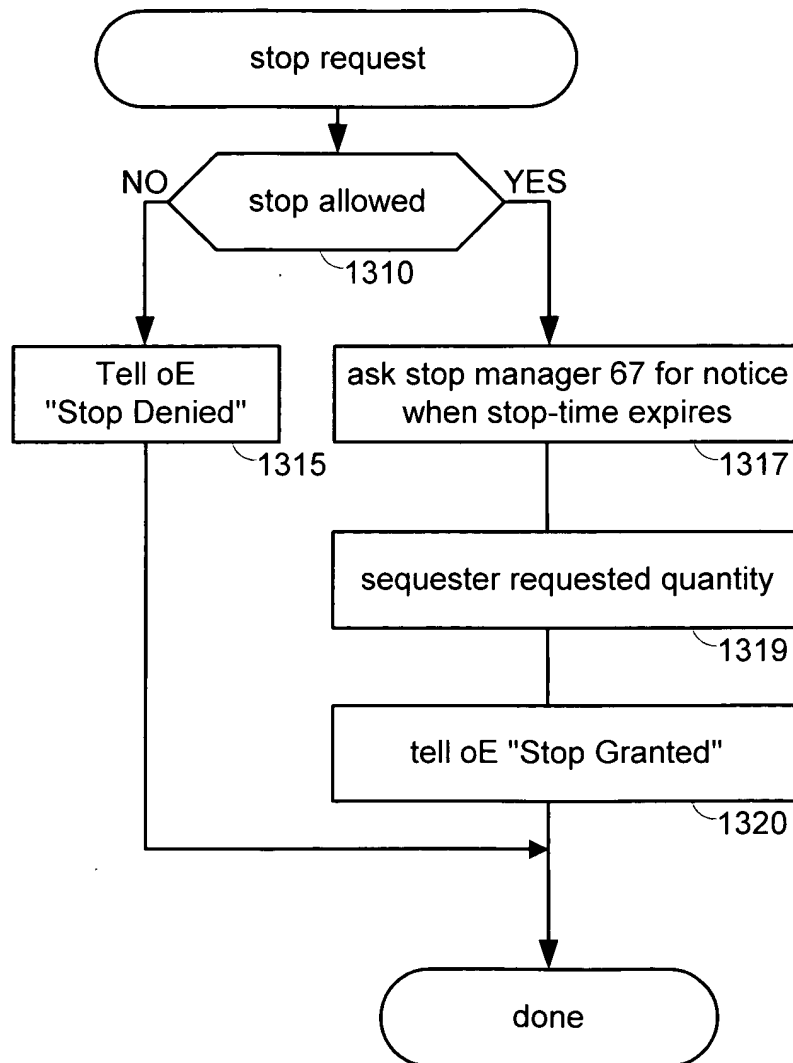 stop request
NO
YES
stop allowed
1310
Tell oE
"Stop Denied"
1315
ask stop manager 67 for notice
when stop-time expires
1317
sequester requested quantity
1319
tell oE "Stop Granted"
1320
done